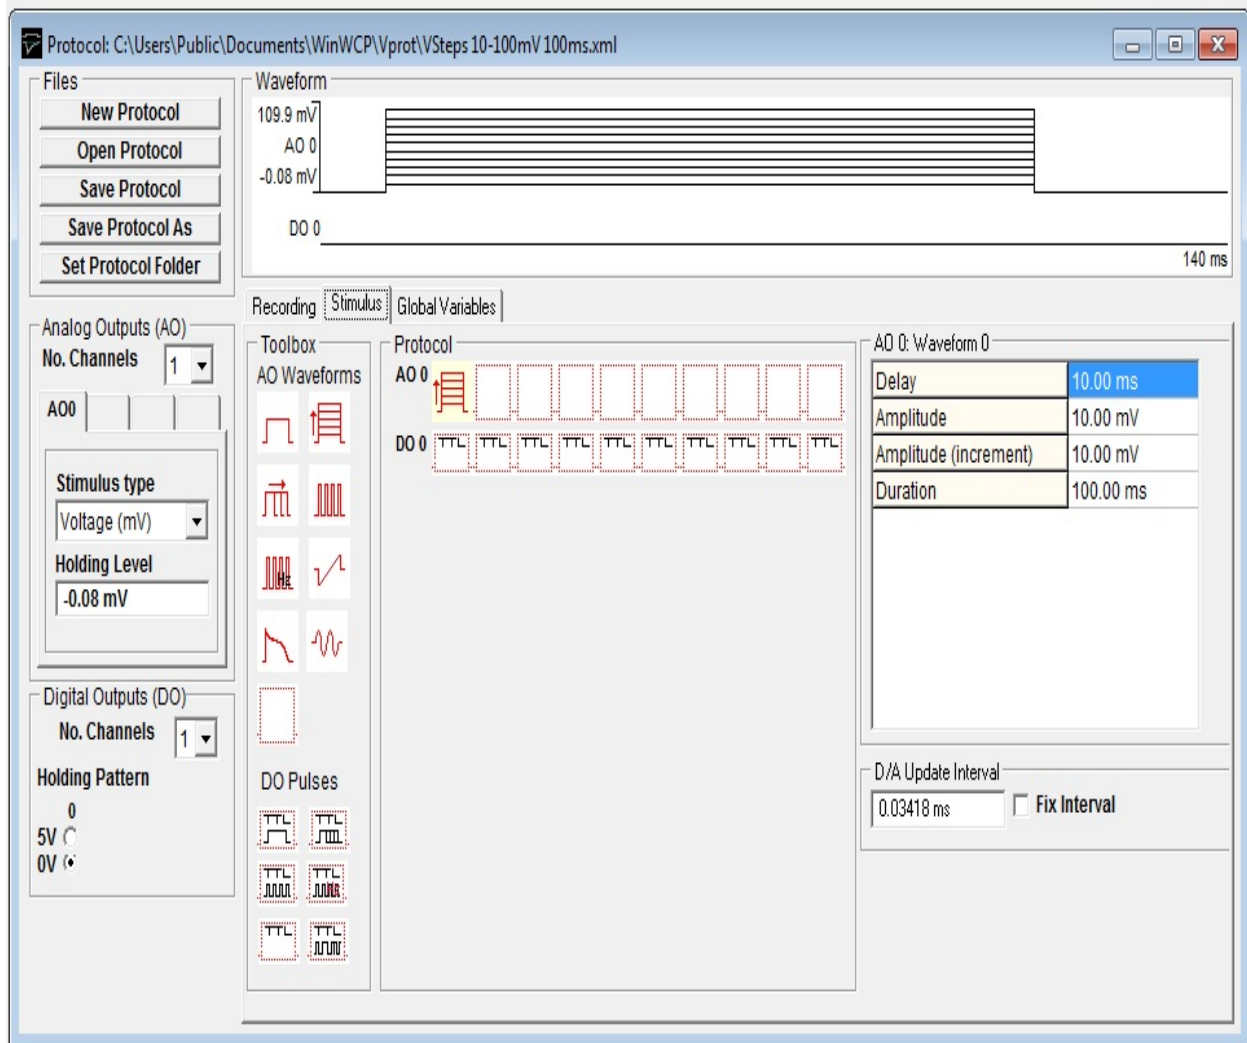 Protocol: C:\Users\Public\Documents\WinWCP\Vprot\VSteps 10-100mV 100ms.xml
Files
New Protocol
Open Protocol
Save Protocol
Save Protocol As
Set Protocol Folder
Waveform
109.9 mV
AO 0
-0.08 mV
DO 0
140 ms
Analog Outputs (AO)
No. Channels 1
AO0
Stimulus type
Voltage (mV)
Holding Level
-0.08 mV
Digital Outputs (DO)
No. Channels 1
Holding Pattern
0
5V
0V
Recording Stimulus Global Variables
Toolbox
AO Waveforms
Hz
DO Pulses
TTL TTL
TTL TTL
TTL TTL
Protocol
AO 0
DO 0 TTL TTL TTL TTL TTL TTL TTL TTL TTL TTL
AO 0: Waveform 0
Delay 10.00 ms
Amplitude 10.00 mV
Amplitude (increment) 10.00 mV
Duration 100.00 ms
D/A Update Interval
0.03418 ms Fix Interval